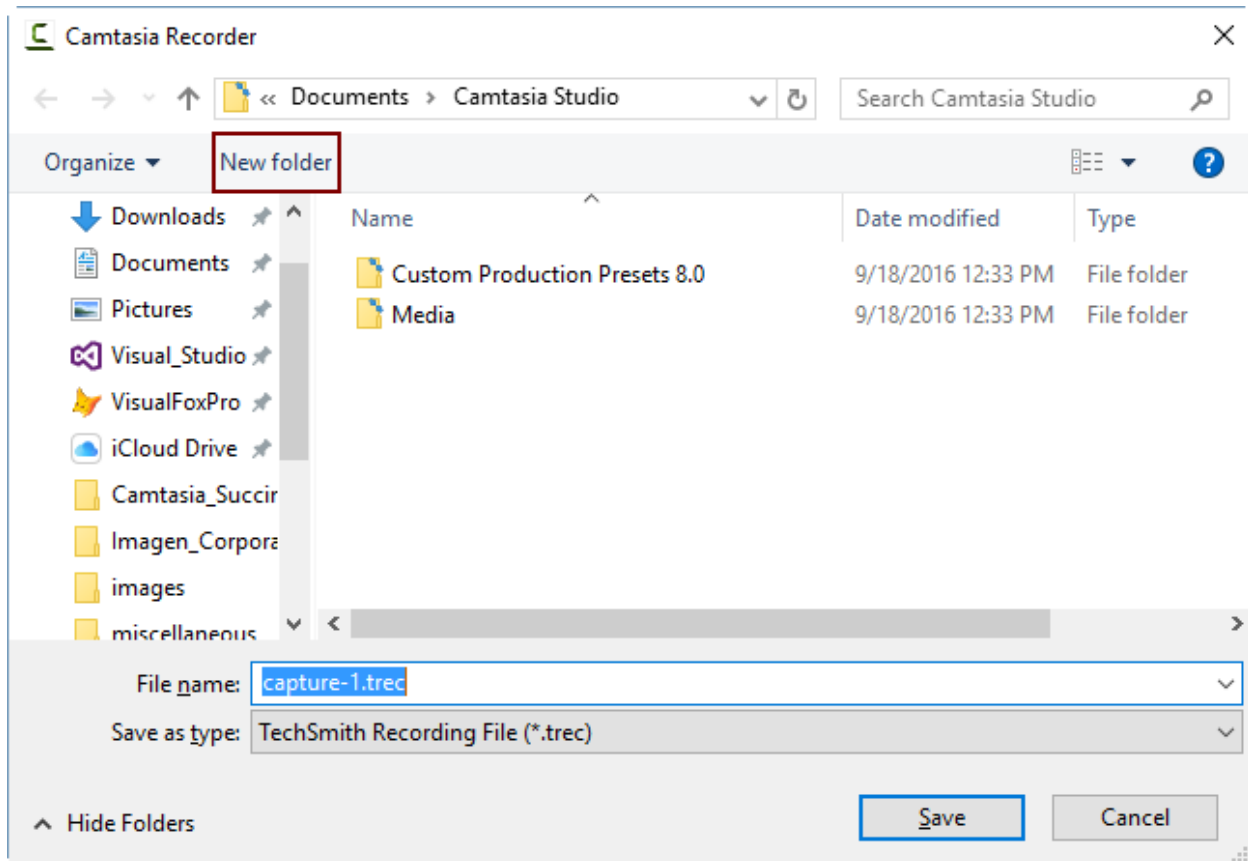 Camtasia Recorder
« Documents › Camtasia Studio
Search Camtasia Studio
Organize
New folder
?
Name
Date modified
Type
Downloads
Documents
Pictures
Visual_Studio
VisualFoxPro
iCloud Drive
Camtasia_Succin
Imagen_Corpora
images
miscellaneous
Custom Production Presets 8.0 9/18/2016 12:33 PM File folder
Media 9/18/2016 12:33 PM File folder
File name: capture-1.trec
Save as type: TechSmith Recording File (*.trec)
Hide Folders
Save
Cancel